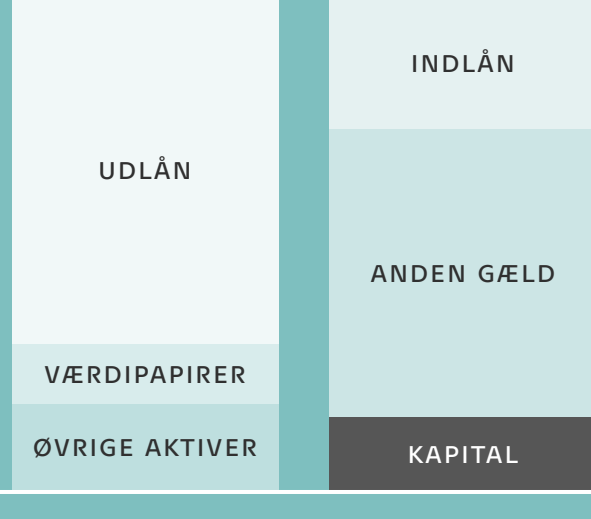 UDLÅN
VÆRDIPAPIRER
ØVRIGE AKTIVER
INDLÅN
ANDEN GÆLD
KAPITAL